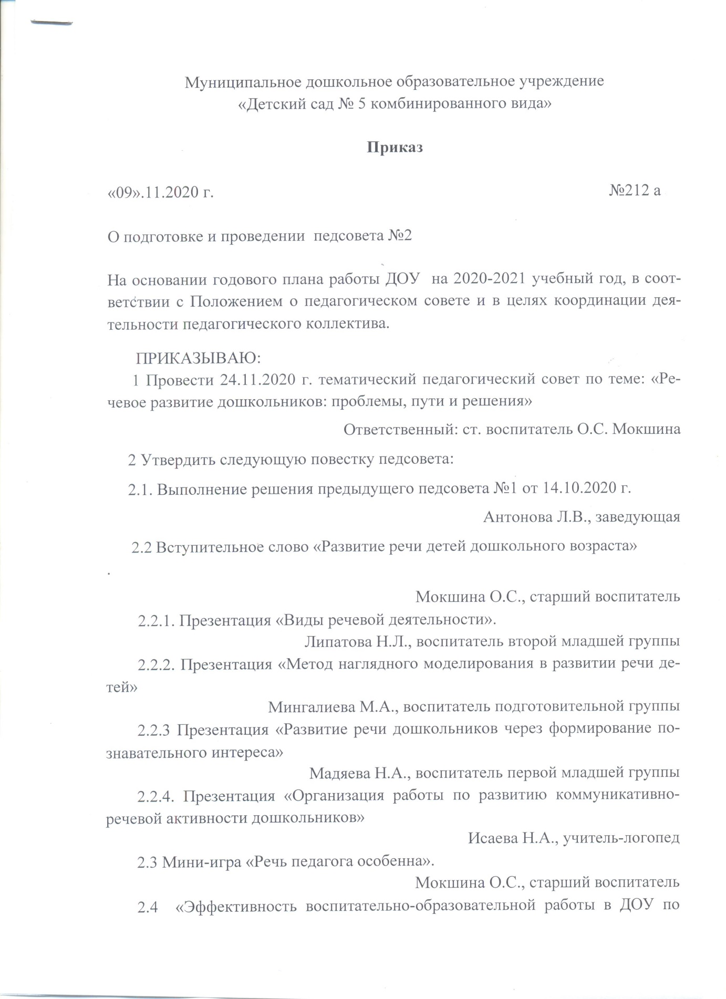 Муниципальное дошкольное образовательное учреждение
«Детский сад № 5 комбинированного вида»
Приказ
«09».11.2020 г. №212 а
О подготовке и проведении педсовета №2
На основании годового плана работы ДОУ на 2020-2021 учебный год, в соот-
ветствии с Положением о педагогическом совете и в целях координации дея-
тельности педагогического коллектива.
ПРИКАЗЫВАЮ:
1 Провести 24.11.2020 г. тематический педагогический совет по теме: «Ре-
чевое развитие дошкольников: проблемы, пути и решения»
Ответственный: ст. воспитатель О.С. Мокшина
2 Утвердить следующую повестку педсовета:
2.1. Выполнение решения предыдущего педсовета №1 от 14.10.2020 г.
Антонова Л.В., заведующая
2.2 Вступительное слово «Развитие речи детей дошкольного возраста»
.
Мокшина О.С., старший воспитатель
2.2.1. Презентация «Виды речевой деятельности».
Липатова Н.Л., воспитатель второй младшей группы
2.2.2. Презентация «Метод наглядного моделирования в развитии речи де-
тей»
Мингалиева М.А., воспитатель подготовительной группы
2.2.3 Презентация «Развитие речи дошкольников через формирование по-
знавательного интереса»
Мадяева Н.А., воспитатель первой младшей группы
2.2.4. Презентация «Организация работы по развитию коммуникативно-
речевой активности дошкольников»
Исаева Н.А., учитель-логопед
2.3 Мини-игра «Речь педагога особенна».
Мокшина О.С., старший воспитатель
2.4 «Эффективность воспитательно-образовательной работы в ДОУ по